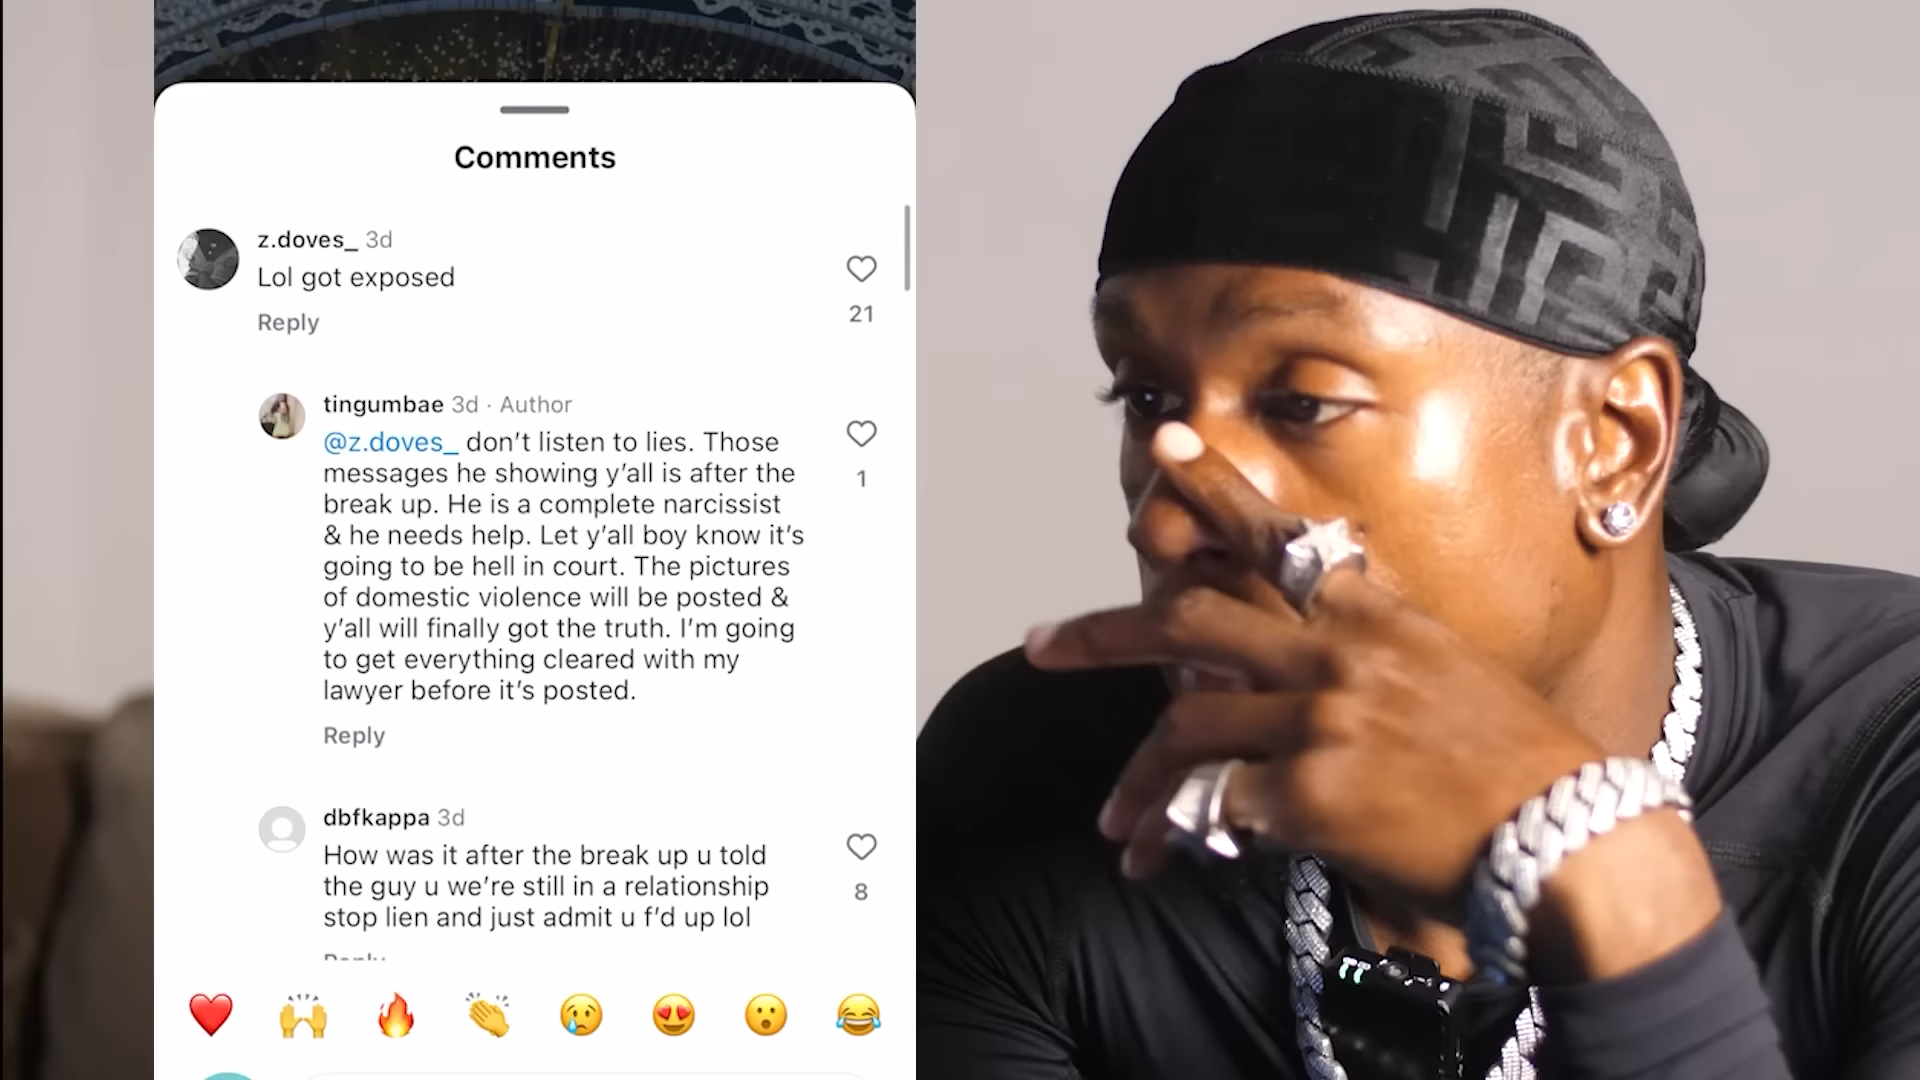 Comments
z.doves_ 3d
Lol got exposed
21
Reply
tingumbae 3d · Author
@z.doves_ don't listen to lies. Those
messages he showing y'all is after the
break up. He is a complete narcissist
& he needs help. Let y'all boy know it's
going to be hell in court. The pictures
of domestic violence will be posted &
y'all will finally got the truth. I'm going
to get everything cleared with my
lawyer before it's posted.
1
Reply
dbfkappa 3d
How was it after the break up u told
the guy u we're still in a relationship
stop lien and just admit u f'd up lol
8
Reply